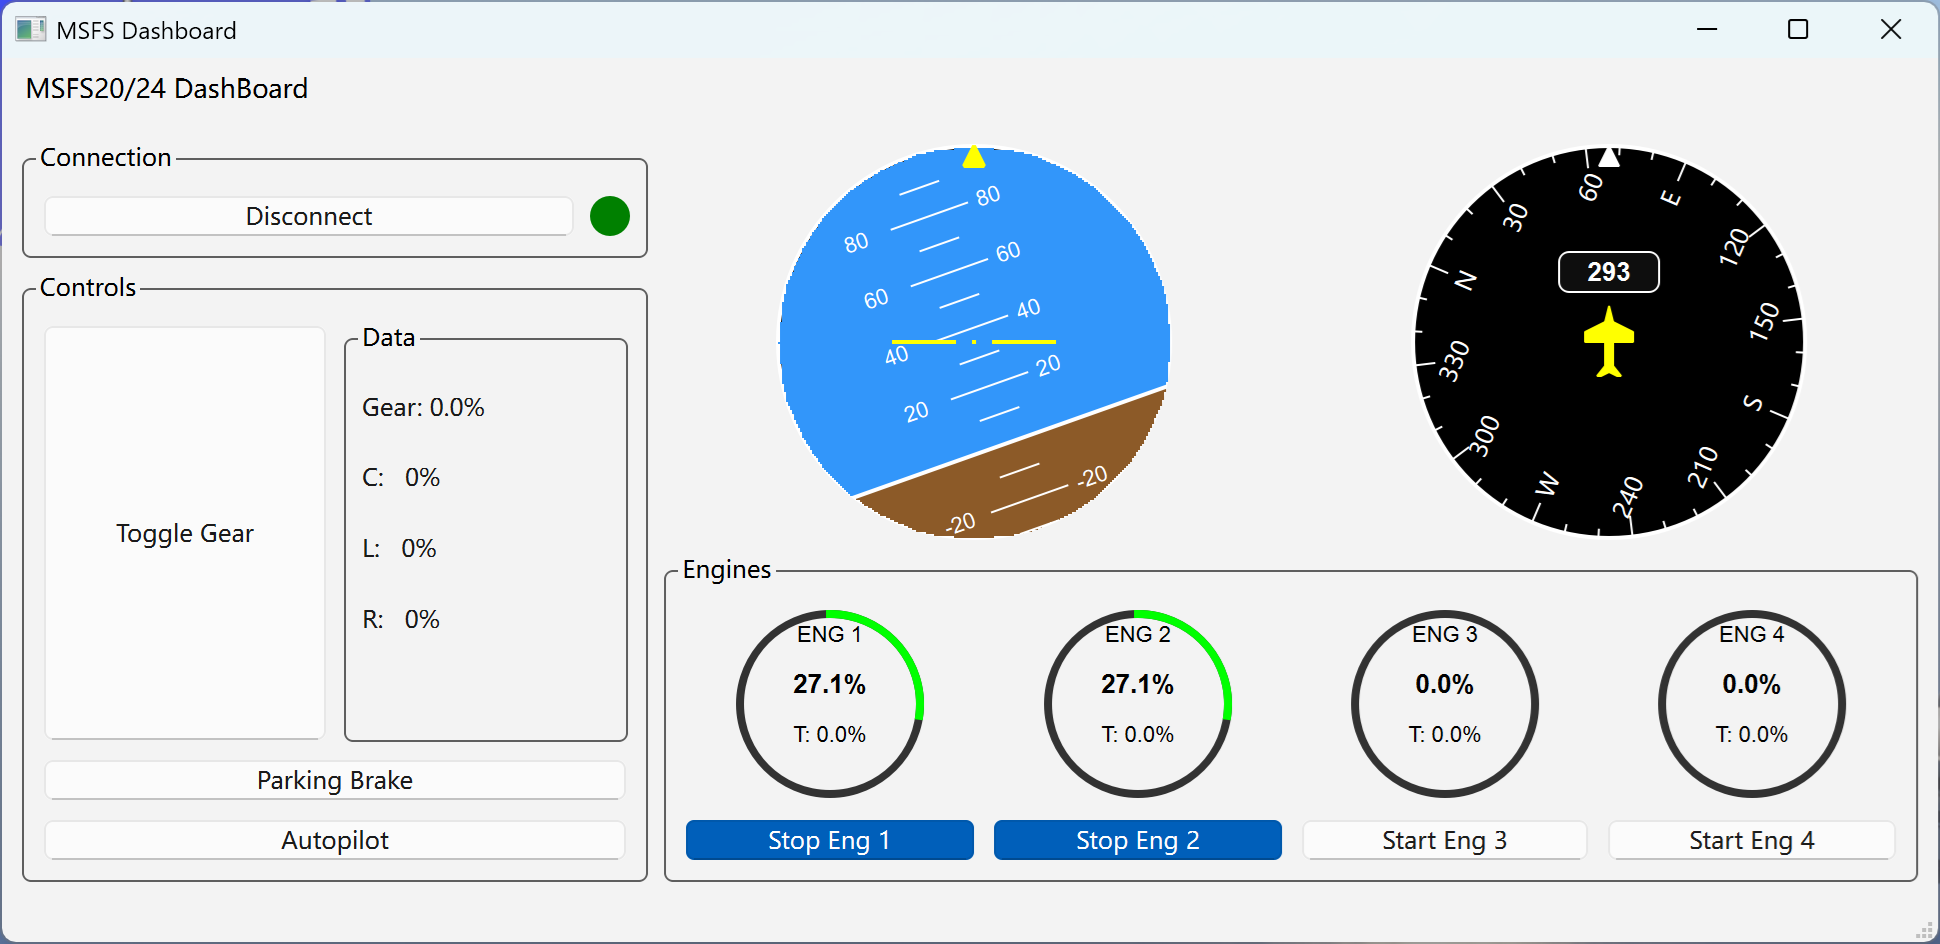 MSFS Dashboard
MSFS20/24 DashBoard
Connection
Disconnect
Controls
Toggle Gear
Data
Gear: 0.0%
C: 0%
L: 0%
R: 0%
Parking Brake
Autopilot
80
80
60
60
40
40
20
20
-20
-20
60
E
120
150
S
210
240
W
300
330
N
30
293
Engines
ENG 1
27.1%
T: 0.0%
ENG 2
27.1%
T: 0.0%
ENG 3
0.0%
T: 0.0%
ENG 4
0.0%
T: 0.0%
Stop Eng 1
Stop Eng 2
Start Eng 3
Start Eng 4